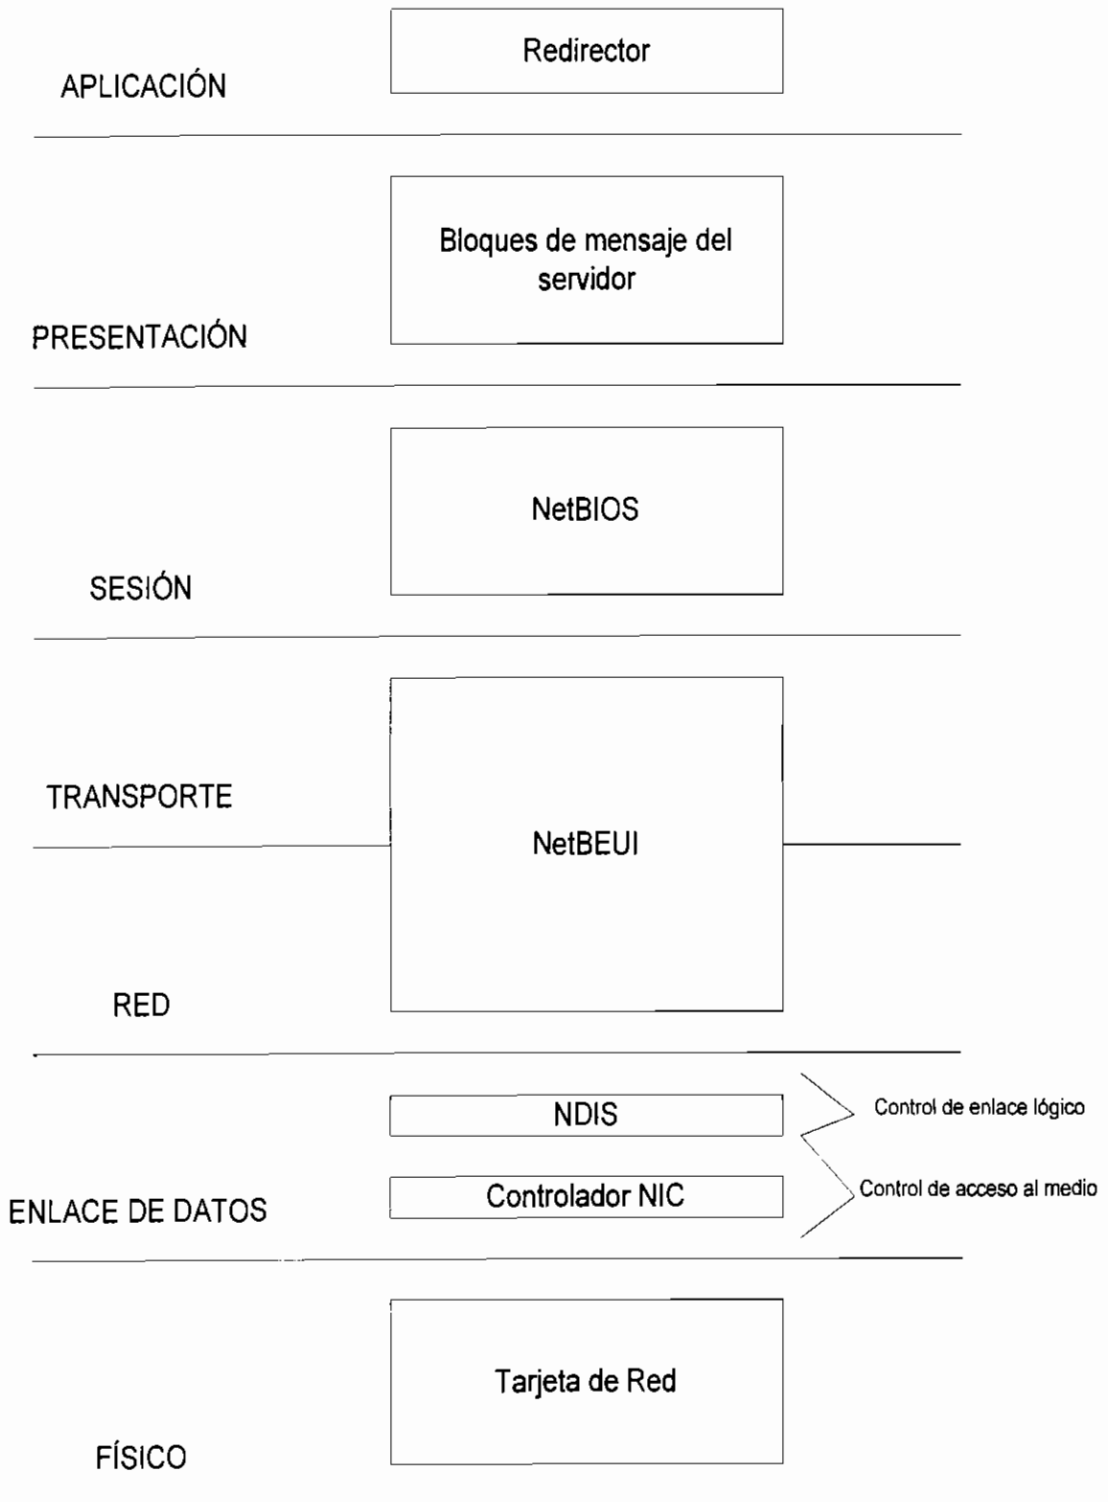 Redirector
APLICACIÓN
Bloques de mensaje del
servidor
PRESENTACIÓN
NetBIOS
SESIÓN
TRANSPORTE
NetBEUI
RED
NDIS
Control de enlace lógico
Controlador NIC
Control de acceso al medio
ENLACE DE DATOS
Tarjeta de Red
FÍSICO